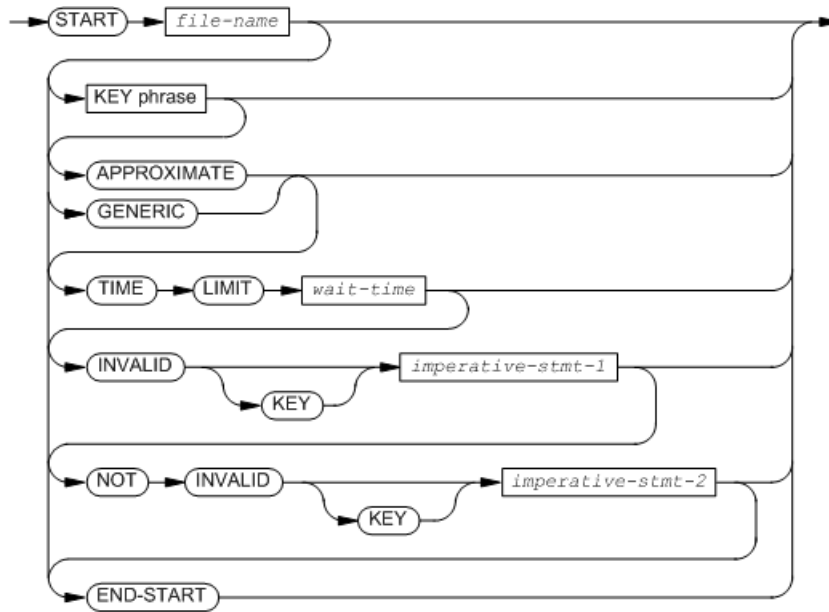 START file-name
KEY phrase
APPROXIMATE
GENERIC
TIME LIMIT wait-time
INVALID imperative-stmt-1
KEY
NOT INVALID imperative-stmt-2
KEY
END-START